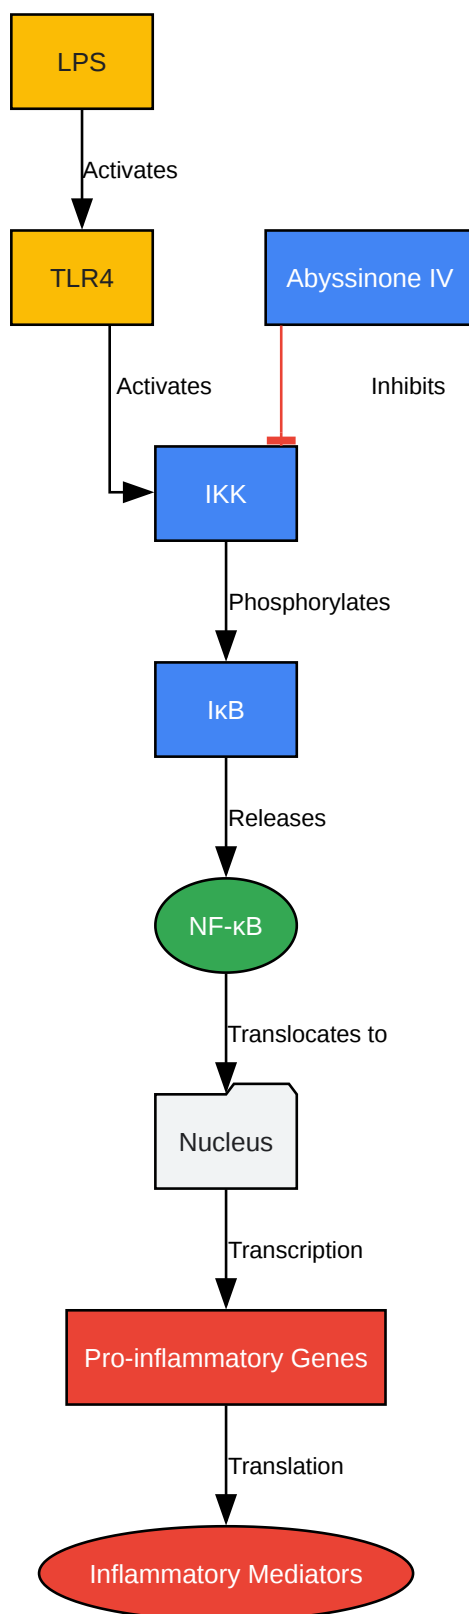 LPS
Activates
TLR4
Abyssinone IV
Activates
Inhibits
IKK
Phosphorylates
IκB
Releases
NF-κB
Translocates to
Nucleus
Transcription
Pro-inflammatory Genes
Translation
Inflammatory Mediators